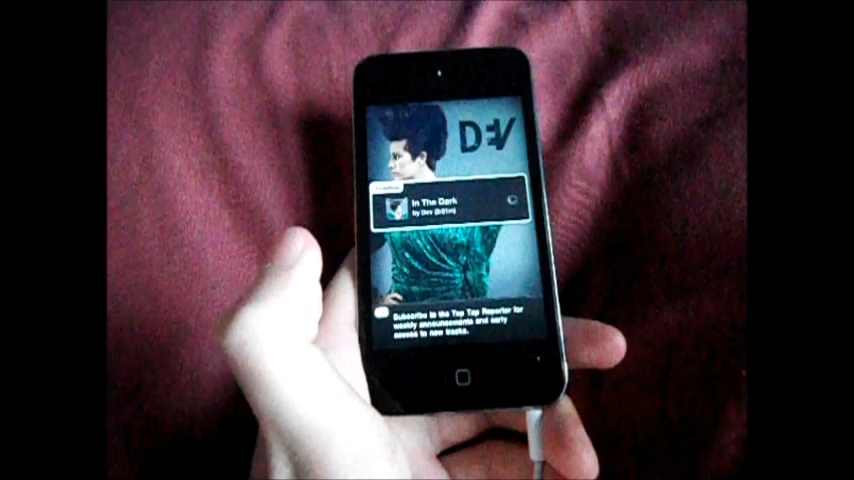 DEV
In The Dark
Subscribe to the Tap Tap Reporter for
weekly announcements and early
access to new tracks.